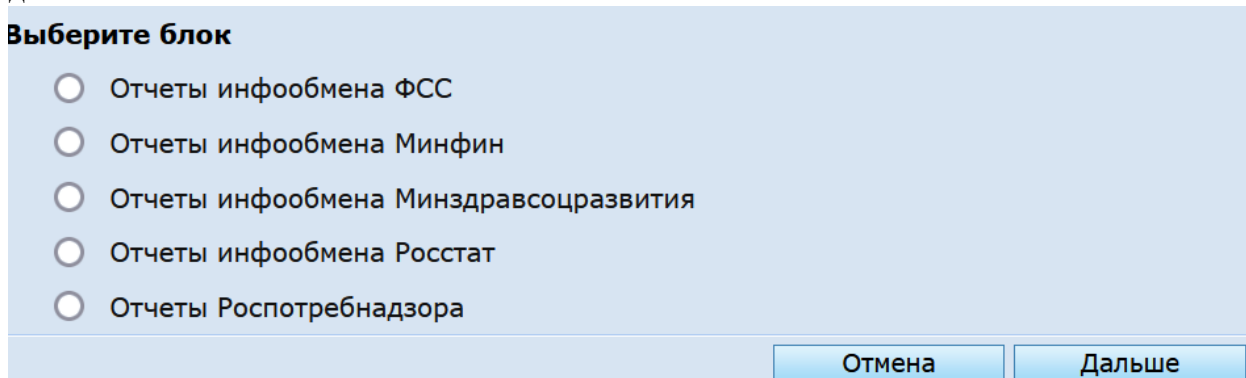 Выберите блок
Отчеты инфообмена ФСС
Отчеты инфообмена Минфин
Отчеты инфообмена Минздравсоцразвития
Отчеты инфообмена Росстат
Отчеты Роспотребнадзора
Отмена Дальше